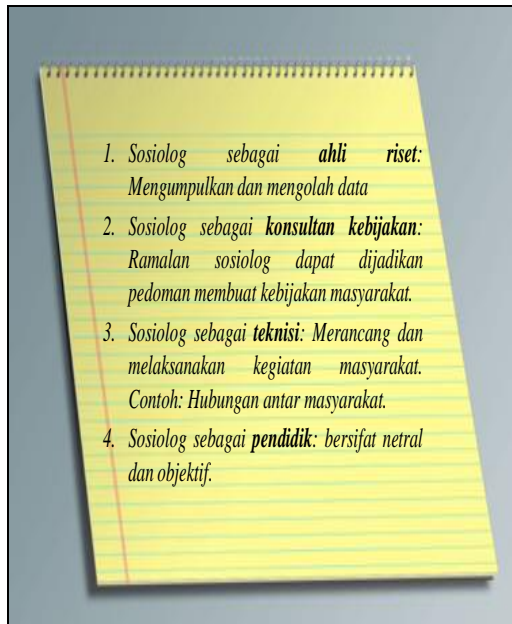 1. Sosiolog sebagai ahli riset:
Mengumpulkan dan mengolah data
2. Sosiolog sebagai konsultan kebijakan:
Ramalan sosiolog dapat dijadikan
pedoman membuat kebijakan masyarakat.
3. Sosiolog sebagai teknisi: Merancang dan
melaksanakan kegiatan masyarakat.
Contoh: Hubungan antar masyarakat.
4. Sosiolog sebagai pendidik: bersifat netral
dan objektif.